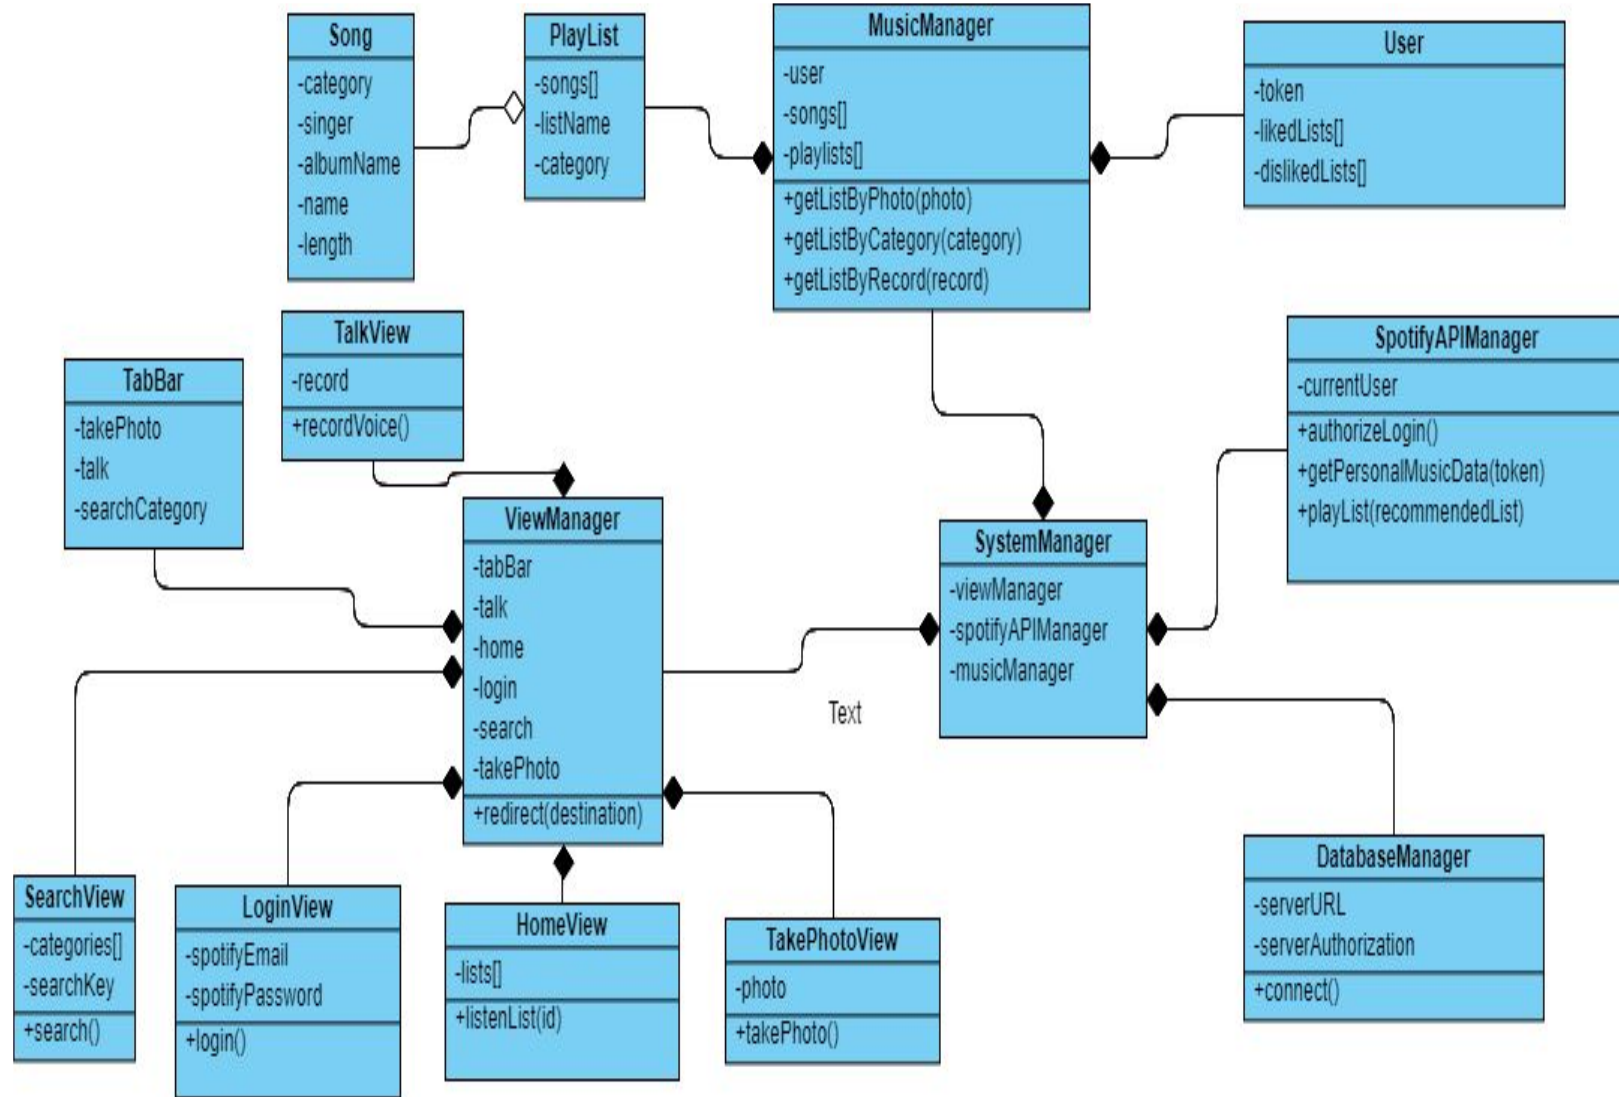 Song
-category
-singer
-albumName
-name
-length
PlayList
-songs[]
-listName
-category
MusicManager
-user
-songs[]
-playlists[]
+getListByPhoto(photo)
+getListByCategory(category)
+getListByRecord(record)
User
-token
-likedLists[]
-dislikedLists[]
TabBar
-takePhoto
-talk
-searchCategory
TalkView
-record
+recordVoice()
SpotifyAPIManager
-currentUser
+authorizeLogin()
+getPersonalMusicData(token)
+playList(recommendedList)
ViewManager
-tabBar
-talk
-home
-login
-search
-takePhoto
+redirect(destination)
SystemManager
-viewManager
-spotifyAPIManager
-musicManager
Text
SearchView
-categories[]
-searchKey
+search()
LoginView
-spotifyEmail
-spotifyPassword
+login()
HomeView
-lists[]
+listenList(id)
TakePhotoView
-photo
+takePhoto()
DatabaseManager
-serverURL
-serverAuthorization
+connect()